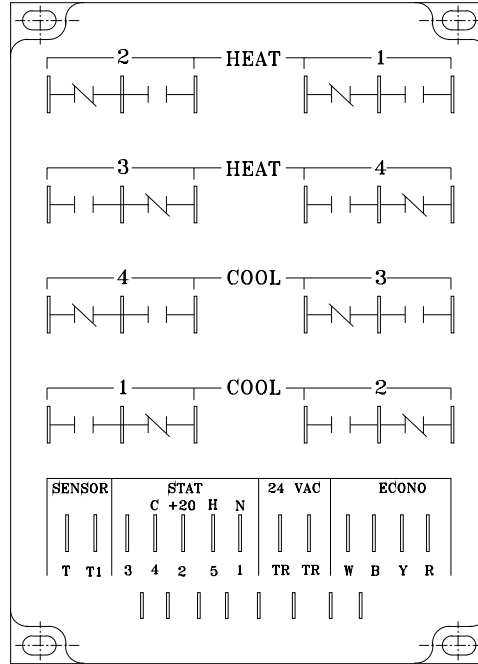 2 HEAT 1
3 HEAT 4
4 COOL 3
1 COOL 2
SENSOR STAT 24 VAC ECONO
C +20 H N
T T1 3 4 2 5 1 TR TR W B Y R